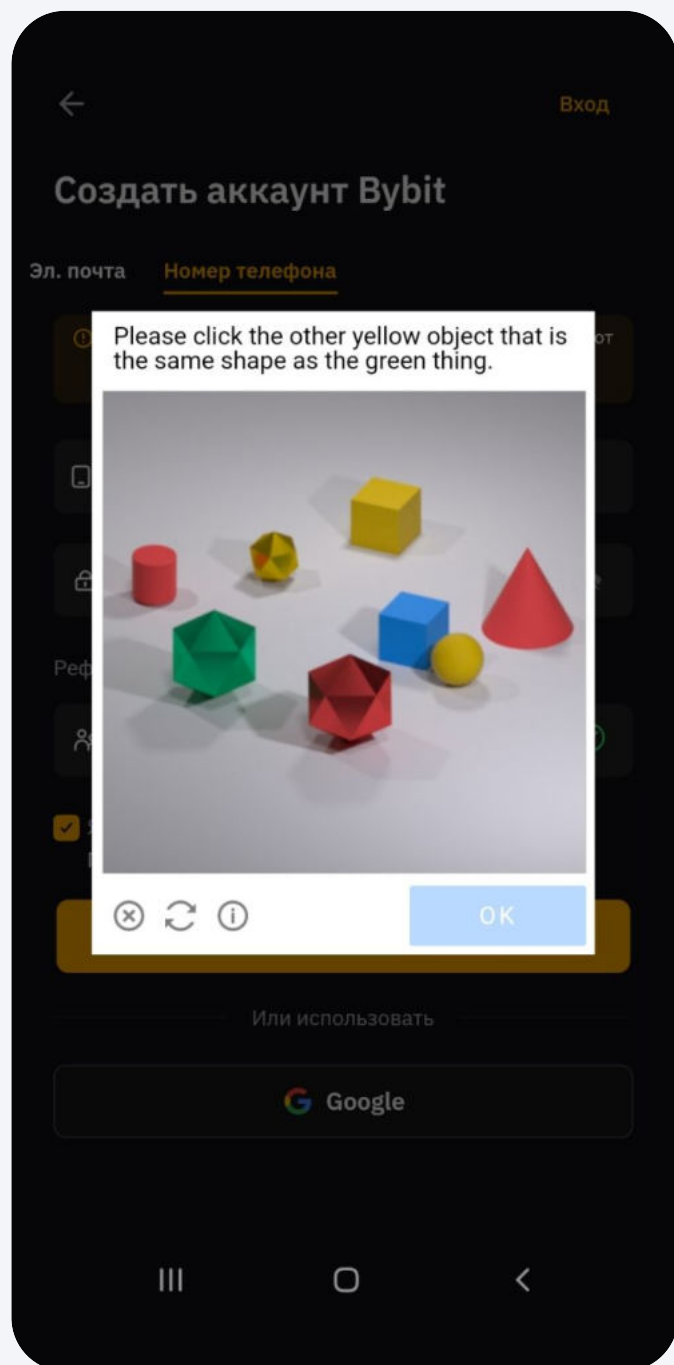 Вход
Создать аккаунт Bybit
Эл. почта Номер телефона
Please click the other yellow object that is
the same shape as the green thing.
OK
Или использовать
Google